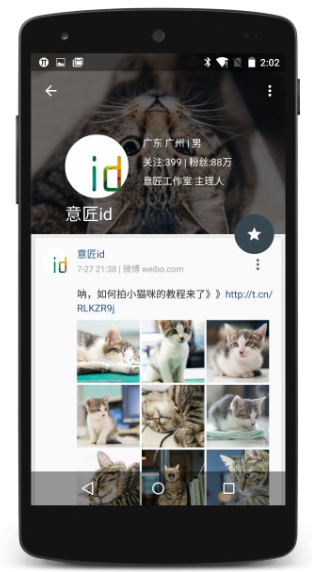 2:02
id
广东 广州 | 男
关注:399 | 粉丝:88万
意匠工作室 主理人
意匠id
id
意匠id
7-27 21:38 | 微博 weibo.com
呐，如何拍小猫咪的教程来了》》http://t.cn/
RLKZR9j